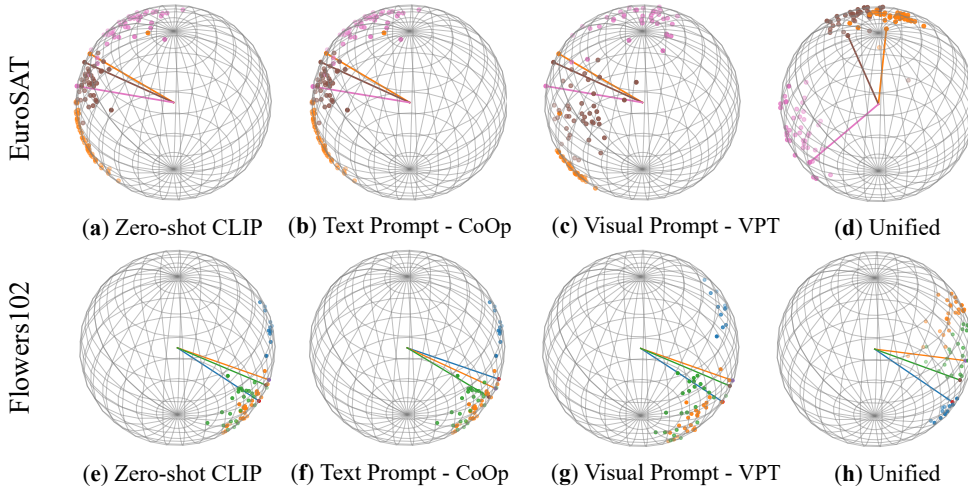 EuroSAT
(a) Zero-shot CLIP
(b) Text Prompt - CoOp
(c) Visual Prompt - VPT
(d) Unified
Flowers102
(e) Zero-shot CLIP
(f) Text Prompt - CoOp
(g) Visual Prompt - VPT
(h) Unified